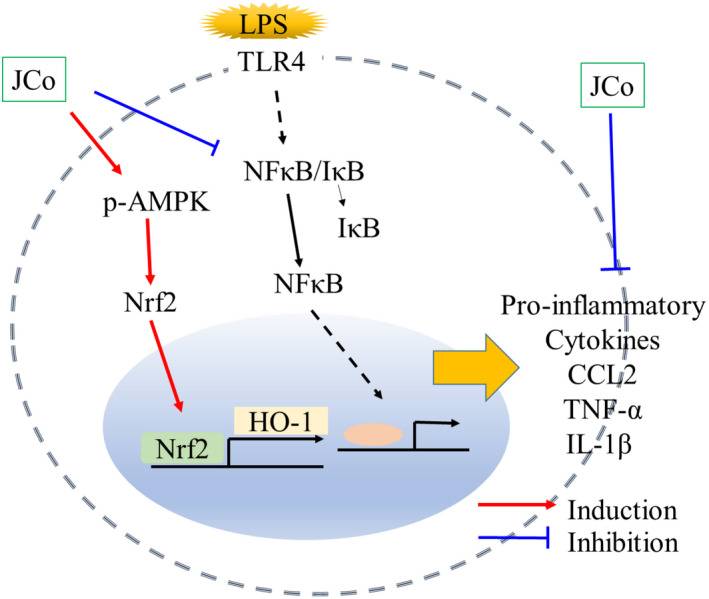 LPS
TLR4
JCo
JCo
NFκB/IκB
p-AMPK
IκB
NFκB
Nrf2
Pro-inflammatory
Cytokines
CCL2
TNF-α
IL-1β
HO-1
Nrf2
Induction
Inhibition